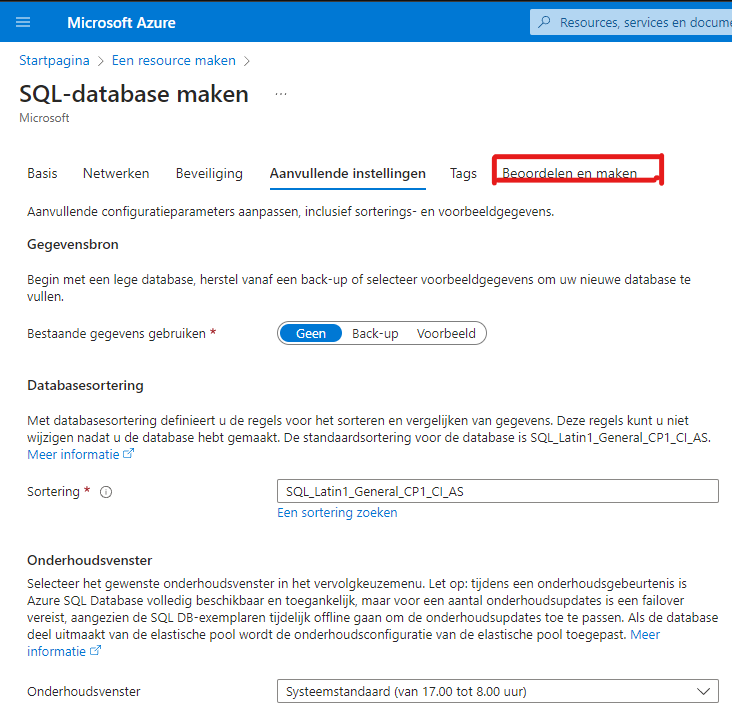 Microsoft Azure
Resources, services en docume
Startpagina > Een resource maken >
SQL-database maken ...
Microsoft
Basis Netwerken Beveiliging Aanvullende instellingen Tags Beoordelen en maken
Aanvullende configuratieparameters aanpassen, inclusief sorterings- en voorbeeldgegevens.
Gegevensbron
Begin met een lege database, herstel vanaf een back-up of selecteer voorbeeldgegevens om uw nieuwe database te
vullen.
Bestaande gegevens gebruiken * Geen Back-up Voorbeeld
Databasesortering
Met databasesortering definieert u de regels voor het sorteren en vergelijken van gegevens. Deze regels kunt u niet
wijzigen nadat u de database hebt gemaakt. De standaardsortering voor de database is SQL_Latin1_General_CP1_CI_AS.
Meer informatie
Sortering * SQL_Latin1_General_CP1_CI_AS
Een sortering zoeken
Onderhoudsvenster
Selecteer het gewenste onderhoudsvenster in het vervolgkeuzemenu. Let op: tijdens een onderhoudsgebeurtenis is
Azure SQL Database volledig beschikbaar en toegankelijk, maar voor een aantal onderhoudsupdates is een failover
vereist, aangezien de SQL DB-exemplaren tijdelijk offline gaan om de onderhoudsupdates toe te passen. Als de database
deel uitmaakt van de elastische pool wordt de onderhoudsconfiguratie van de elastische pool toegepast. Meer
informatie
Onderhoudsvenster Systeemstandaard (van 17.00 tot 8.00 uur)